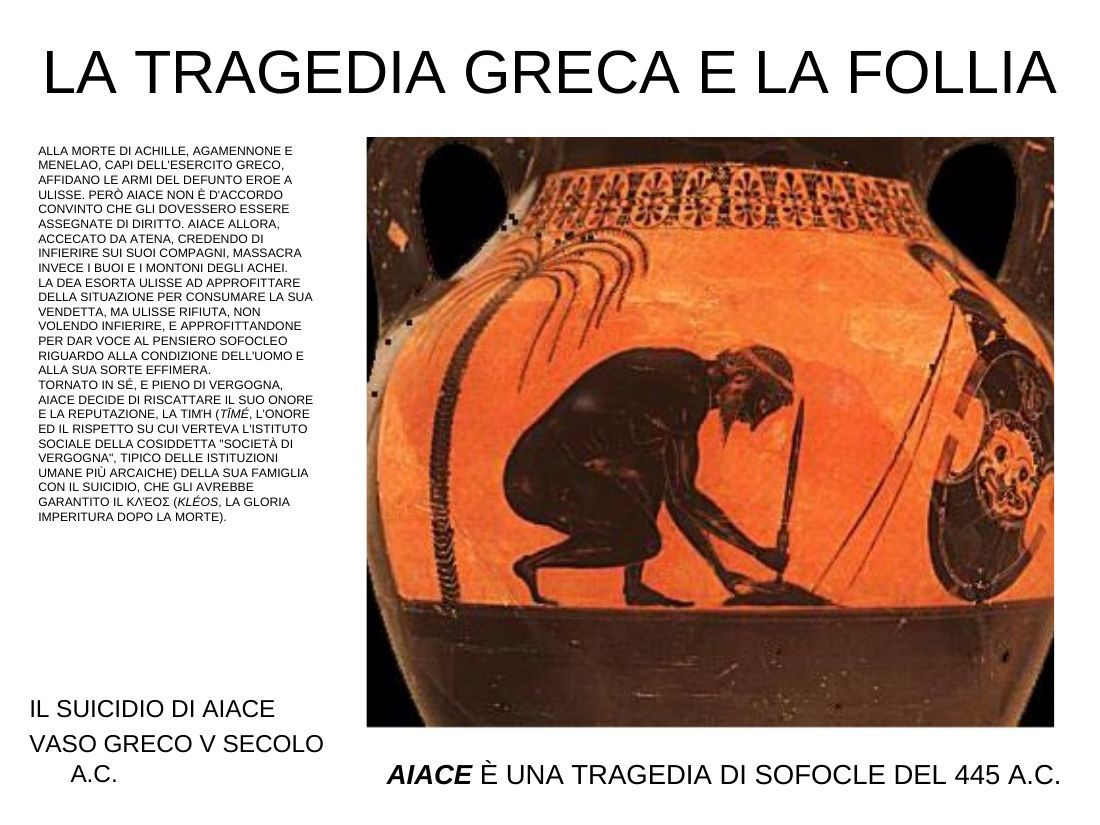 LA TRAGEDIA GRECA E LA FOLLIA
ALLA MORTE DI ACHILLE, AGAMENNONE E
MENELAO, CAPI DELL'ESERCITO GRECO,
AFFIDANO LE ARMI DEL DEFUNTO EROE A
ULISSE. PERÒ AIACE NON È D'ACCORDO
CONVINTO CHE GLI DOVESSERO ESSERE
ASSEGNATE DI DIRITTO. AIACE ALLORA,
ACCECATO DA ATENA, CREDENDO DI
INFIERIRE SUI SUOI COMPAGNI, MASSACRA
INVECE I BUOI E I MONTONI DEGLI ACHEI.
LA DEA ESORTA ULISSE AD APPROFITTARE
DELLA SITUAZIONE PER CONSUMARE LA SUA
VENDETTA, MA ULISSE RIFIUTA, NON
VOLENDO INFIERIRE, E APPROFITTANDONE
PER DAR VOCE AL PENSIERO SOFOCLEO
RIGUARDO ALLA CONDIZIONE DELL'UOMO E
ALLA SUA SORTE EFFIMERA.
TORNATO IN SÉ, E PIENO DI VERGOGNA,
AIACE DECIDE DI RISCATTARE IL SUO ONORE
E LA REPUTAZIONE, LA ΤΙΜΉ (TĪMÉ, L'ONORE
ED IL RISPETTO SU CUI VERTEVA L'ISTITUTO
SOCIALE DELLA COSIDDETTA "SOCIETÀ DI
VERGOGNA", TIPICO DELLE ISTITUZIONI
UMANE PIÙ ARCAICHE) DELLA SUA FAMIGLIA
CON IL SUICIDIO, CHE GLI AVREBBE
GARANTITO IL ΚΛΈΟΣ (KLÉOS, LA GLORIA
IMPERITURA DOPO LA MORTE).
IL SUICIDIO DI AIACE
VASO GRECO V SECOLO
A.C.
AIACE È UNA TRAGEDIA DI SOFOCLE DEL 445 A.C.